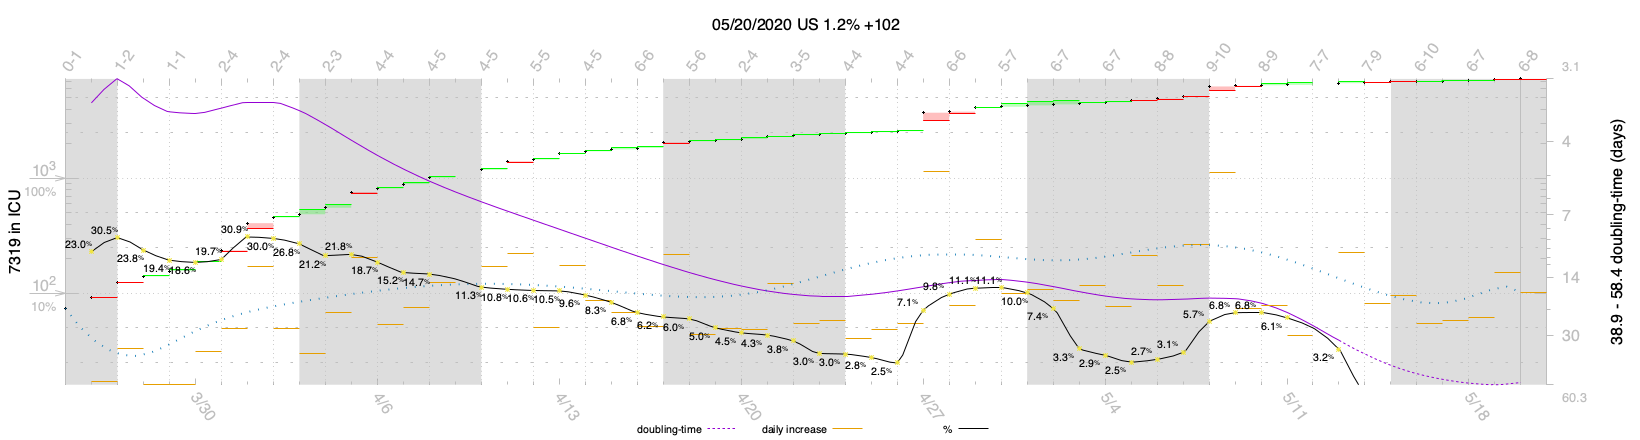 05/20/2020 US 1.2% +102
0-1 1-2 1-1 2-4 2-4 2-3 4-5 4-5 4-5 5-5 4-5 6-6 5-6 4-4 3-5 4-4 4-4 6-6 5-7 6-7 6-7 8-8 9-10 8-9 7-7 7-9 6-10 6-7 6-8
3.1
4
7
14
30
60.3
10³
100%
10²
10%
7319 in ICU
38.9 - 58.4 doubling-time (days)
23.0% 30.5% 23.8% 19.4% 18.6% 19.7% 30.9% 30.0% 26.8% 21.2% 21.8% 18.7% 15.2% 14.7% 11.3% 10.8% 10.6% 10.5% 9.6% 8.3% 6.8% 6.2% 6.0% 5.0% 4.5% 4.3% 3.8% 3.0% 3.0% 2.8% 2.5% 7.1% 9.8% 11.1% 11.1% 10.0% 7.4% 3.3% 2.9% 2.5% 2.7% 3.1% 5.7% 6.8% 6.8% 6.1% 3.2%
3/30 4/6 4/13 4/20 4/27 5/4 5/11 5/18
doubling-time daily increase %